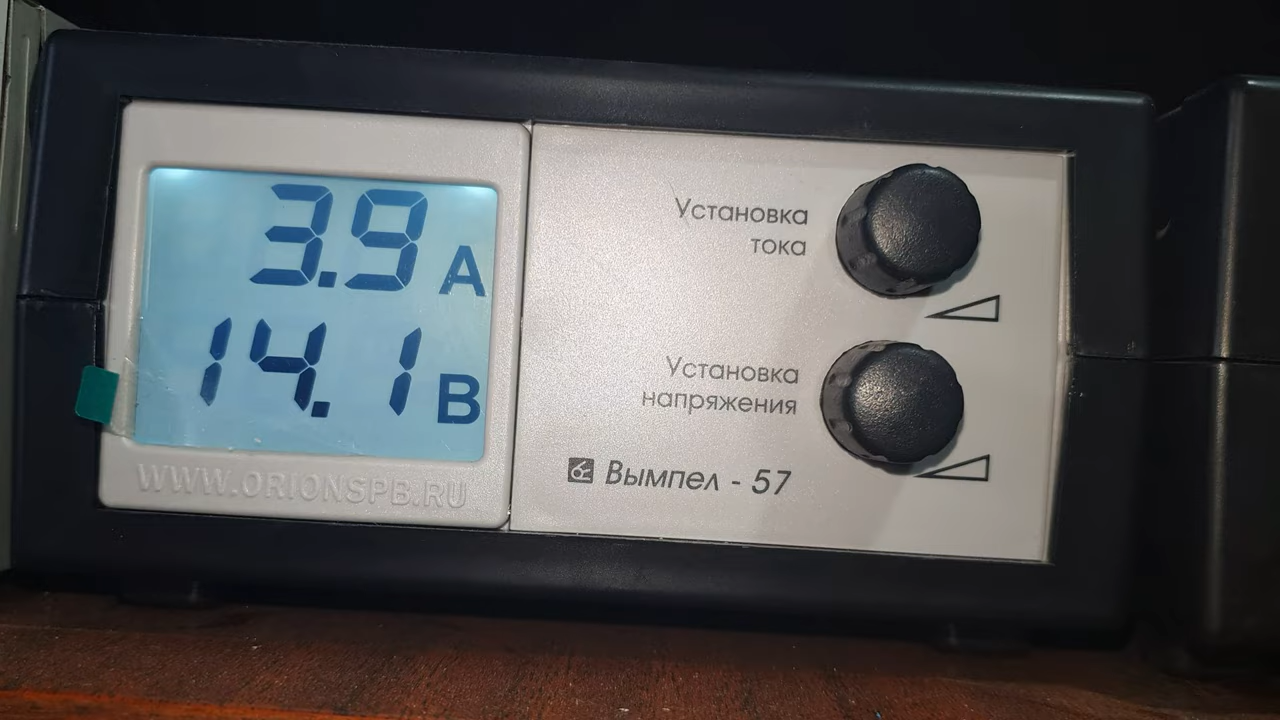 3.9 А
14.1 В
WWW.ORIONSPB.RU
Установка
тока
Установка
напряжения
Вымпел - 57